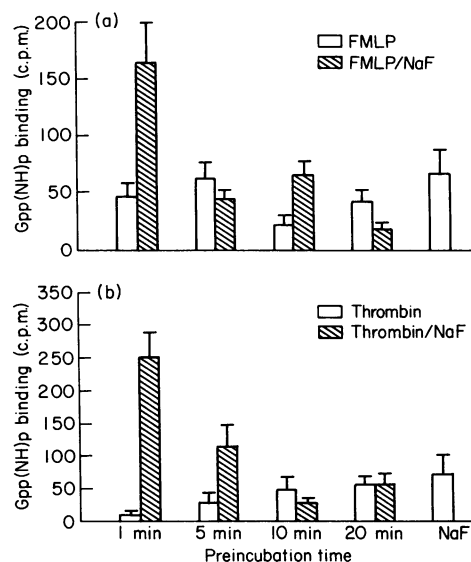 (a)
FMLP
FMLP/NaF
Gpp(NH)p binding (c.p.m.)
200
150
100
50
0
(b)
Thrombin
Thrombin/NaF
Gpp(NH)p binding (c.p.m.)
350
300
250
200
150
100
50
0
1 min 5 min 10 min 20 min NaF
Preincubation time